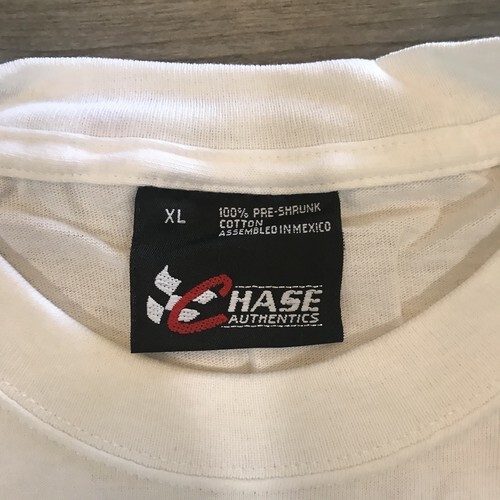 XL
100% PRE-SHRUNK
COTTON
ASSEMBLED IN MEXICO
CHASE
AUTHENTICS